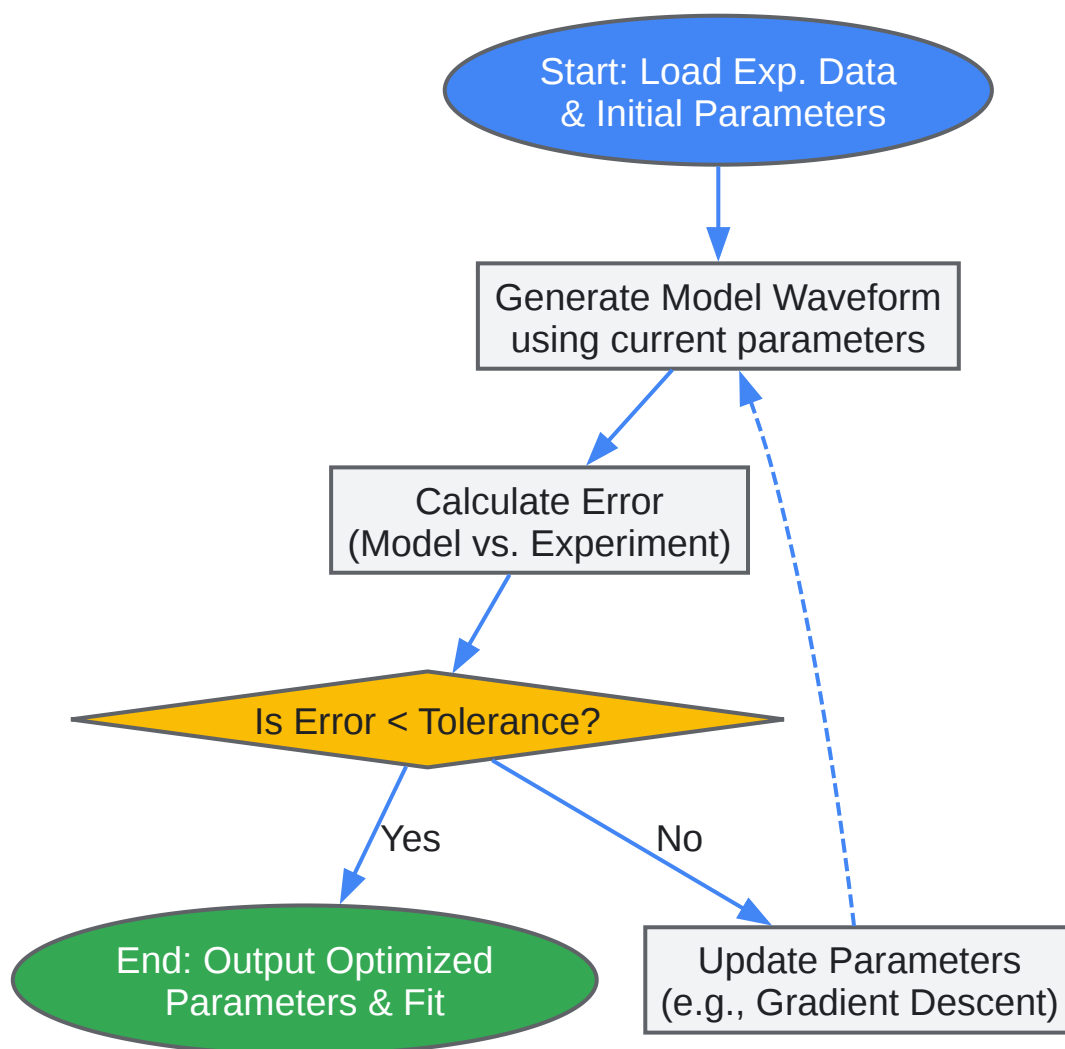 Start: Load Exp. Data
& Initial Parameters
Generate Model Waveform
using current parameters
Calculate Error
(Model vs. Experiment)
Is Error < Tolerance?
Yes
No
End: Output Optimized
Parameters & Fit
Update Parameters
(e.g., Gradient Descent)